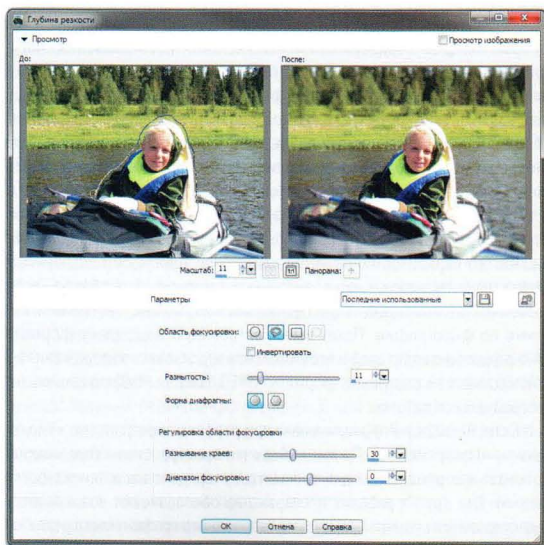 Глубина резкости
Просмотр
Просмотр изображения
До:
После:
Масштаб: 11
1:1
Панорама:
Параметры
Последние использованные
Область фокусировки:
Инвертировать
Размытость: 11
Форма диафрагмы:
Регулировка области фокусировки
Размывание краев: 30
Диапазон фокусировки: 0
ОК
Отмена
Справка